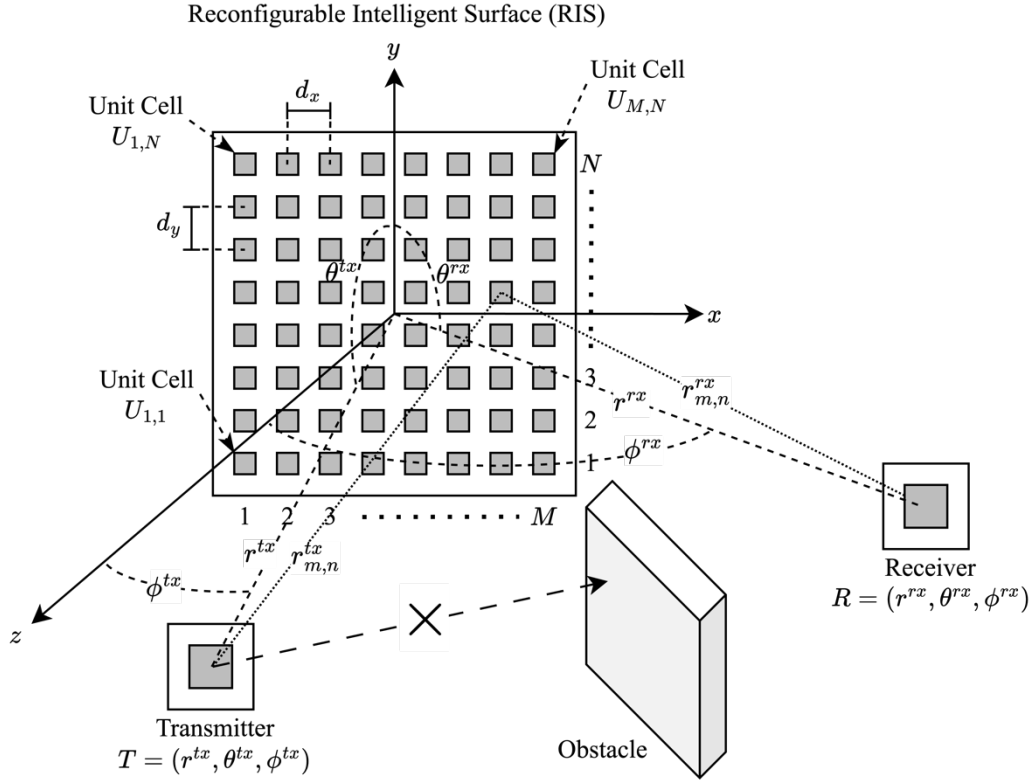 Reconfigurable Intelligent Surface (RIS)
y
Unit Cell
U_{M,N}
d_x
Unit Cell
U_{1,N}
N
d_y
θ^{tx}
θ^{rx}
x
Unit Cell
U_{1,1}
3
r^{rx}
r^{rx}_{m,n}
2
ϕ^{rx}
1
1 2 3 M
r^{tx}
r^{tx}_{m,n}
ϕ^{tx}
z
Receiver
R = (r^{rx}, θ^{rx}, ϕ^{rx})
Transmitter
T = (r^{tx}, θ^{tx}, ϕ^{tx})
Obstacle